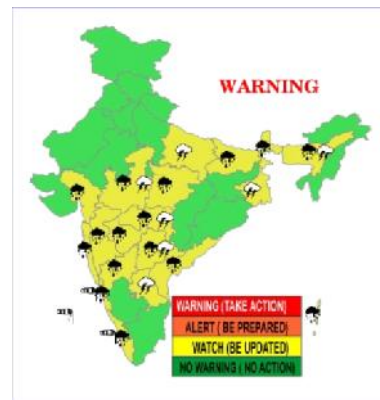 WARNING
WARNING (TAKE ACTION)
ALERT ( BE PREPARED)
WATCH (BE UPDATED)
NO WARNING ( NO ACTION)